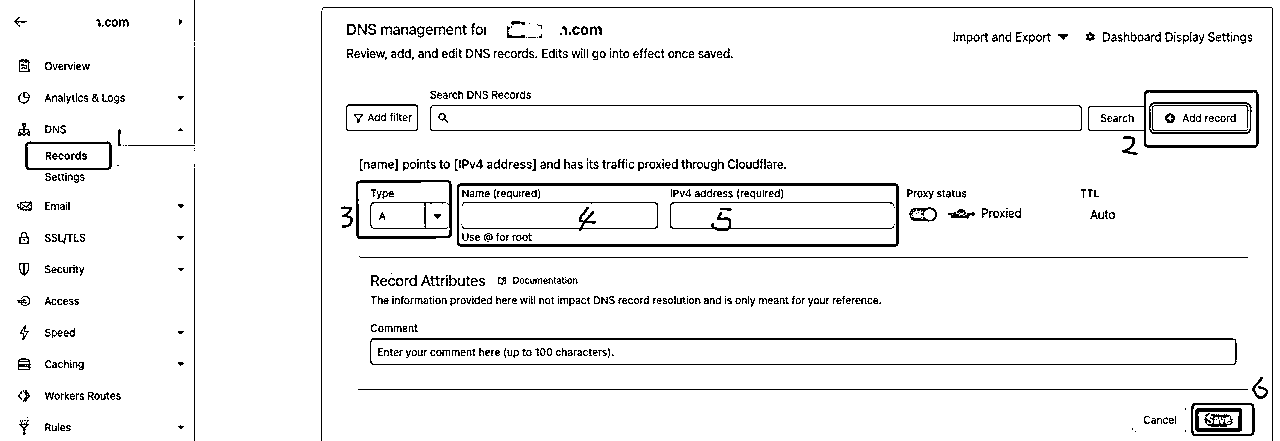 .com
Overview
Analytics & Logs
DNS
1
Records
Settings
Email
SSL/TLS
Security
Access
Speed
Caching
Workers Routes
Rules
DNS management for .com
Import and Export
Dashboard Display Settings
Review, add, and edit DNS records. Edits will go into effect once saved.
Search DNS Records
Add filter
Search
Add record
2
[name] points to [IPv4 address] and has its traffic proxied through Cloudflare.
Type
Name (required)
IPv4 address (required)
Proxy status
TTL
3
A
4
5
Proxied
Auto
Use @ for root
Record Attributes
Documentation
The information provided here will not impact DNS record resolution and is only meant for your reference.
Comment
Enter your comment here (up to 100 characters).
6
Cancel
Save